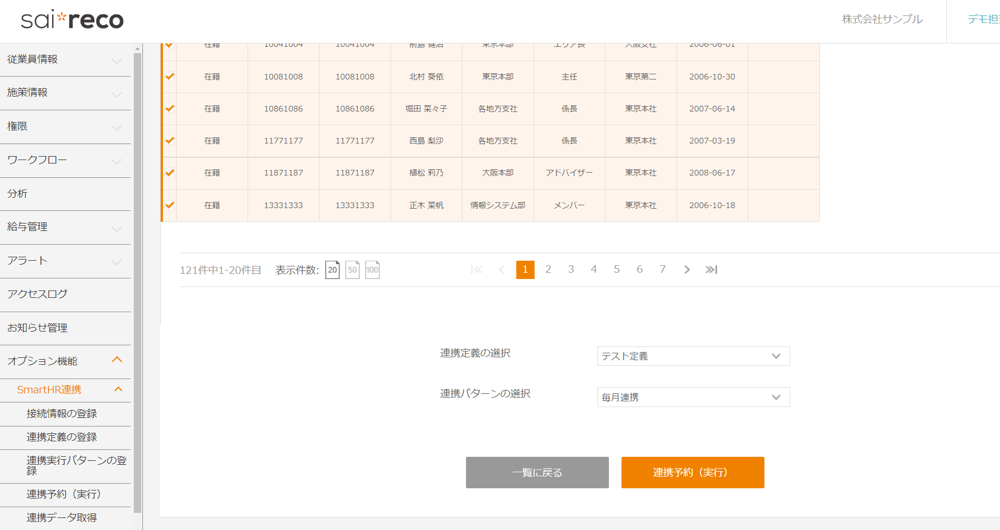 sai*reco
株式会社サンプル
デモ担
従業員情報
施策情報
権限
ワークフロー
分析
給与管理
アラート
アクセスログ
お知らせ管理
オプション機能
SmartHR連携
接続情報の登録
連携定義の登録
連携実行パターンの登
録
連携予約（実行）
連携データ取得
在籍 10041004 10041004 前島 健治 東京本部 エリア長 大阪支社 2006-06-01
在籍 10081008 10081008 北村 葵依 東京本部 主任 東京第二 2006-10-30
在籍 10861086 10861086 堀田 菜々子 各地方支社 係長 東京本社 2007-06-14
在籍 11771177 11771177 西島 梨沙 各地方支社 係長 東京本社 2007-03-19
在籍 11871187 11871187 植松 莉乃 大阪本部 アドバイザー 東京本社 2008-06-17
在籍 13331333 13331333 正木 菜帆 情報システム部 メンバー 東京本社 2006-10-18
121件中1-20件目 表示件数: 20 50 100 1 2 3 4 5 6 7
連携定義の選択 テスト定義
連携パターンの選択 毎月連携
一覧に戻る 連携予約（実行）